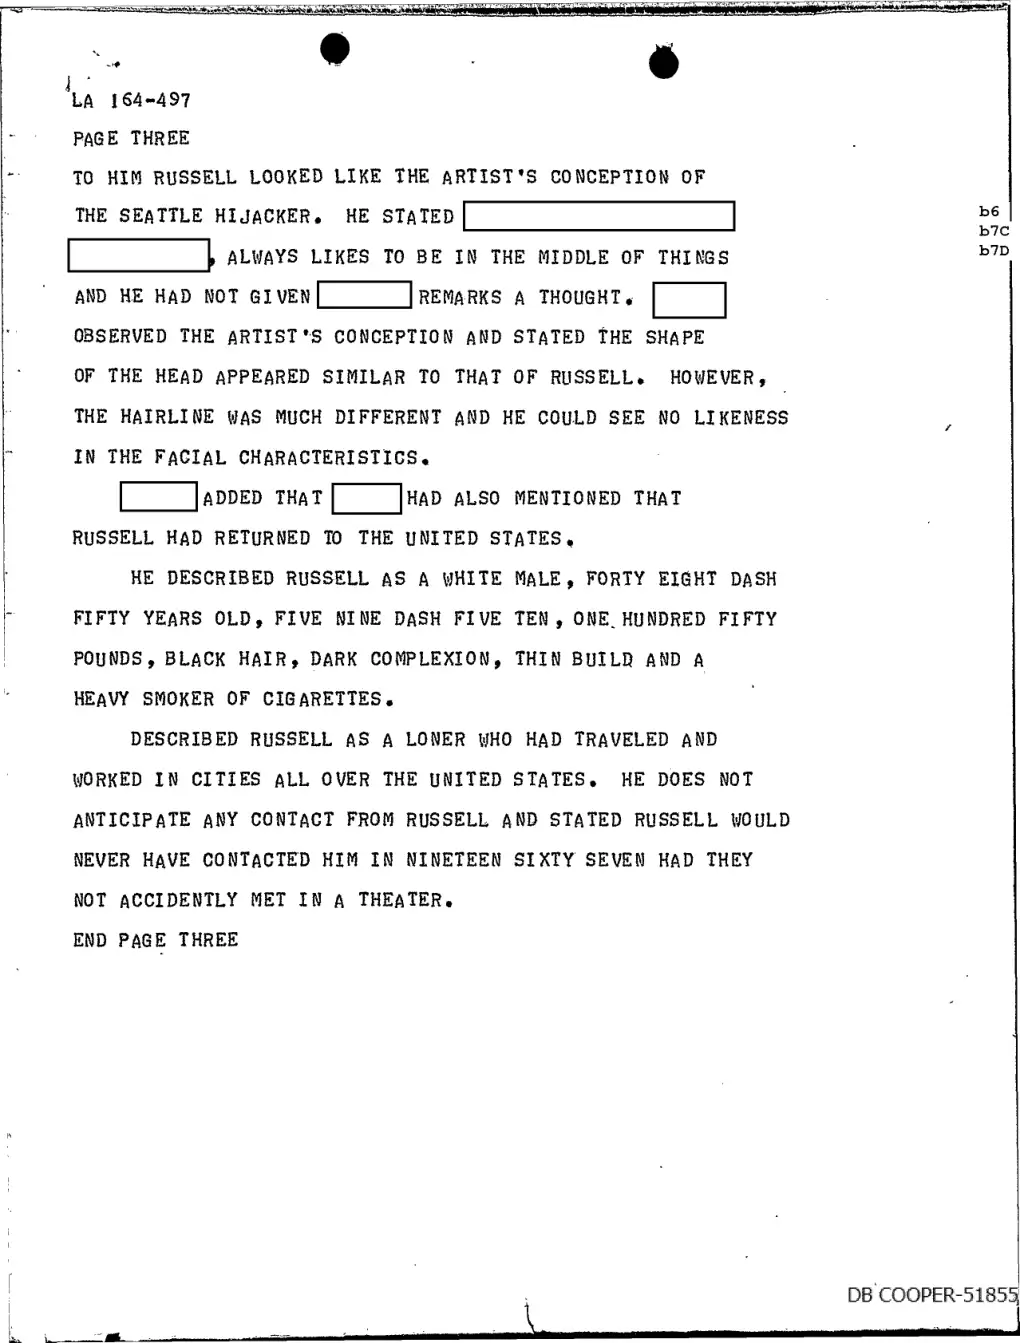 LA 164-497
PAGE THREE
TO HIM RUSSELL LOOKED LIKE THE ARTIST'S CONCEPTION OF
THE SEATTLE HIJACKER. HE STATED
b6
b7C
b7D
, ALWAYS LIKES TO BE IN THE MIDDLE OF THINGS
AND HE HAD NOT GIVEN REMARKS A THOUGHT.
OBSERVED THE ARTIST'S CONCEPTION AND STATED THE SHAPE
OF THE HEAD APPEARED SIMILAR TO THAT OF RUSSELL. HOWEVER,
THE HAIRLINE WAS MUCH DIFFERENT AND HE COULD SEE NO LIKENESS
IN THE FACIAL CHARACTERISTICS.
ADDED THAT HAD ALSO MENTIONED THAT
RUSSELL HAD RETURNED TO THE UNITED STATES.
HE DESCRIBED RUSSELL AS A WHITE MALE, FORTY EIGHT DASH
FIFTY YEARS OLD, FIVE NINE DASH FIVE TEN, ONE HUNDRED FIFTY
POUNDS, BLACK HAIR, DARK COMPLEXION, THIN BUILD AND A
HEAVY SMOKER OF CIGARETTES.
DESCRIBED RUSSELL AS A LONER WHO HAD TRAVELED AND
WORKED IN CITIES ALL OVER THE UNITED STATES. HE DOES NOT
ANTICIPATE ANY CONTACT FROM RUSSELL AND STATED RUSSELL WOULD
NEVER HAVE CONTACTED HIM IN NINETEEN SIXTY SEVEN HAD THEY
NOT ACCIDENTLY MET IN A THEATER.
END PAGE THREE
DB COOPER-51855